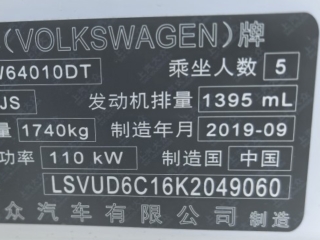 (VOLKSWAGEN)牌
W64010DT 乘坐人数 5
JS 发动机排量 1395 mL
量 1740kg 制造年月 2019-09
功率 110 kW 制造国 中国
LSVUD6C16K2049060
众汽车有限公司 制造